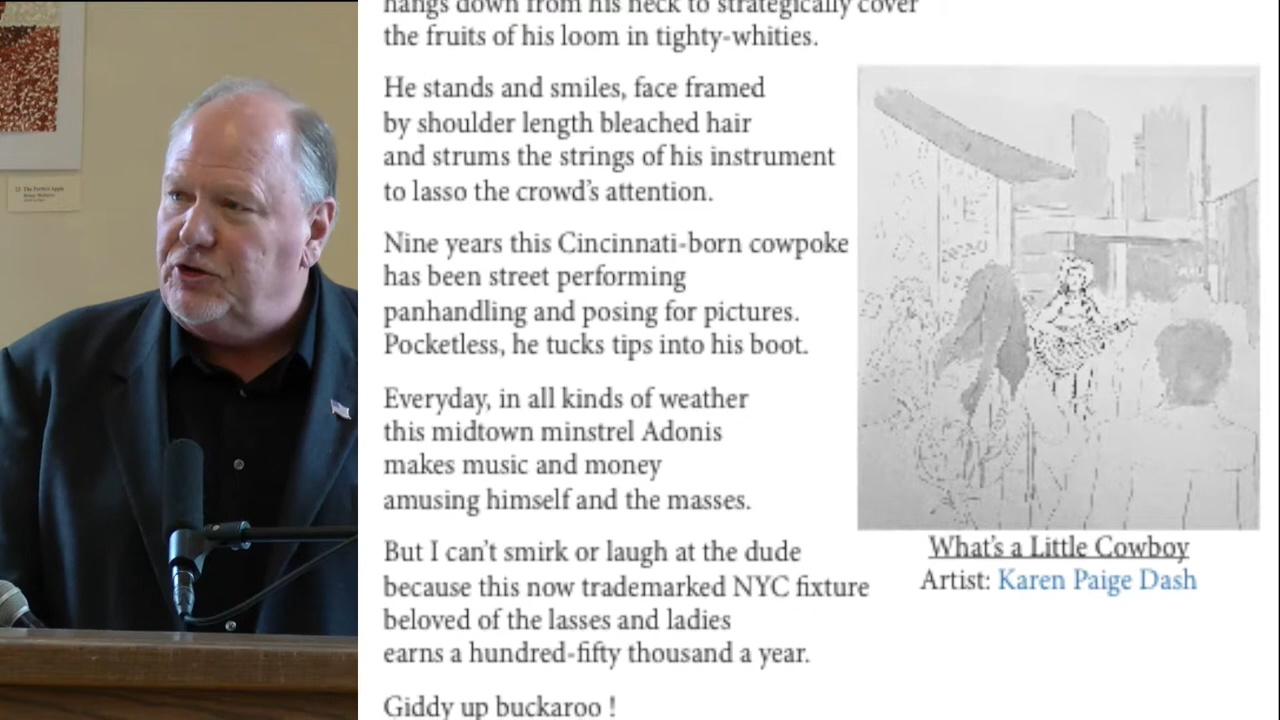 hangs down from his neck to strategically cover
the fruits of his loom in tighty-whities.
He stands and smiles, face framed
by shoulder length bleached hair
and strums the strings of his instrument
to lasso the crowd's attention.
Nine years this Cincinnati-born cowpoke
has been street performing
panhandling and posing for pictures.
Pocketless, he tucks tips into his boot.
Everyday, in all kinds of weather
this midtown minstrel Adonis
makes music and money
amusing himself and the masses.
But I can't smirk or laugh at the dude
because this now trademarked NYC fixture
beloved of the lasses and ladies
earns a hundred-fifty thousand a year.
Giddy up buckaroo !
What's a Little Cowboy
Artist: Karen Paige Dash